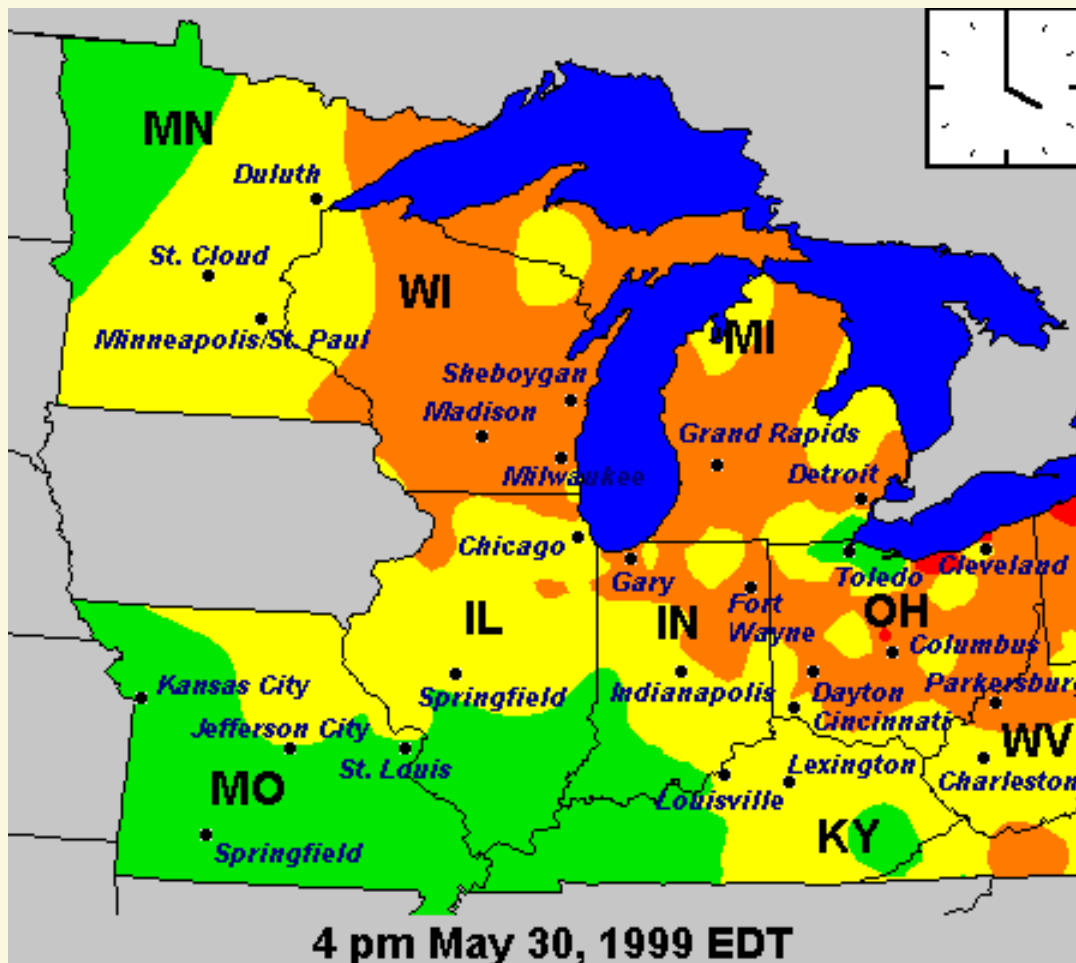 MN
Duluth
St. Cloud
WI
Minneapolis/St. Paul
MI
Sheboygan
Madison
Grand Rapids
Milwaukee
Detroit
Chicago
Gary
Toledo
Cleveland
IL
IN
Fort
Wayne
OH
Columbus
Kansas City
Springfield
Indianapolis
Dayton
Parkersburg
Cincinnati
Jefferson City
St. Louis
WV
Lexington
Charleston
MO
Louisville
KY
Springfield
4 pm May 30, 1999 EDT